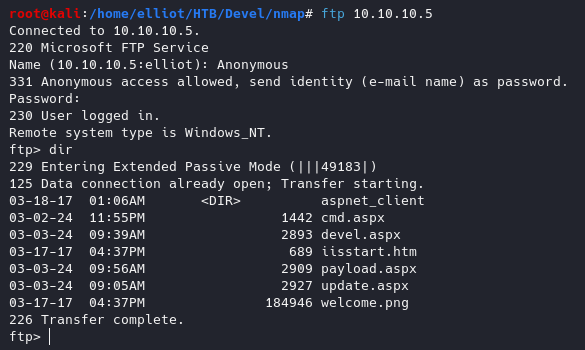 root@kali:/home/elliot/HTB/Devel/nmap# ftp 10.10.10.5
Connected to 10.10.10.5.
220 Microsoft FTP Service
Name (10.10.10.5:elliot): Anonymous
331 Anonymous access allowed, send identity (e-mail name) as password.
Password:
230 User logged in.
Remote system type is Windows_NT.
ftp> dir
229 Entering Extended Passive Mode (|||49183|)
125 Data connection already open; Transfer starting.
03-18-17  01:06AM       <DIR>          aspnet_client
03-02-24  11:55PM                 1442 cmd.aspx
03-03-24  09:39AM                 2893 devel.aspx
03-17-17  04:37PM                  689 iisstart.htm
03-03-24  09:56AM                 2909 payload.aspx
03-03-24  09:05AM                 2927 update.aspx
03-17-17  04:37PM               184946 welcome.png
226 Transfer complete.
ftp>